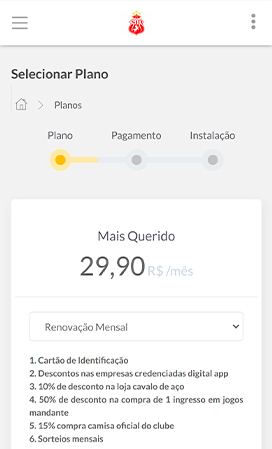 Selecionar Plano
Planos
Plano Pagamento Instalação
Mais Querido
29,90 R$ /mês
Renovação Mensal
1. Cartão de Identificação
2. Descontos nas empresas credenciadas digital app
3. 10% de desconto na loja cavalo de aço
4. 50% de desconto na compra de 1 ingresso em jogos
mandante
5. 15% compra camisa oficial do clube
6. Sorteios mensais